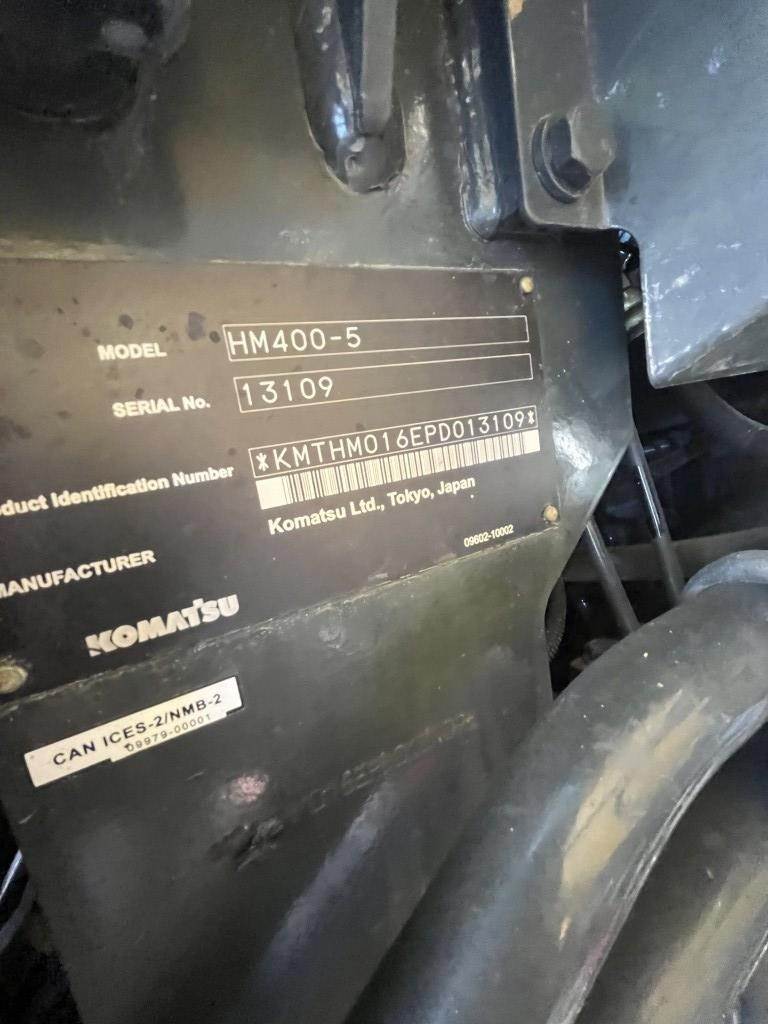 MODEL HM400-5
SERIAL No. 13109
duct Identification Number *KMTHM016EPD013109*
MANUFACTURER Komatsu Ltd., Tokyo, Japan
09602-10002
KOMATSU
CAN ICES-2/NMB-2
09979-00001